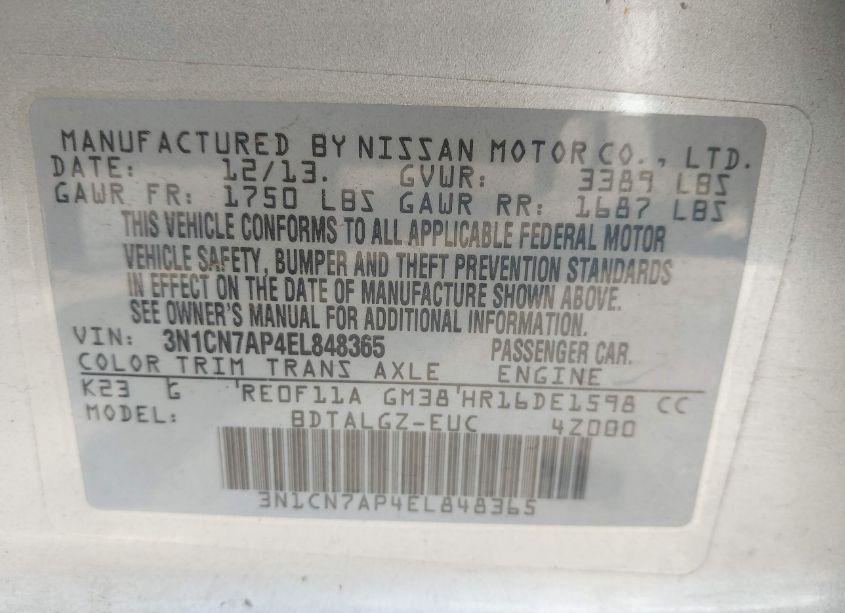 MANUFACTURED BY NISSAN MOTOR CO., LTD.
DATE: 12/13. GVWR: 3389 LBS
GAWR FR: 1750 LBS GAWR RR: 1687 LBS
THIS VEHICLE CONFORMS TO ALL APPLICABLE FEDERAL MOTOR
VEHICLE SAFETY, BUMPER AND THEFT PREVENTION STANDARDS
IN EFFECT ON THE DATE OF MANUFACTURE SHOWN ABOVE.
SEE OWNER'S MANUAL FOR ADDITIONAL INFORMATION.
VIN: 3N1CN7AP4EL848365 PASSENGER CAR.
COLOR TRIM TRANS AXLE ENGINE
K23 G 'RE0F11A GM38'HR16DE1598 CC
MODEL: BDTALGZ-EUC 4Z000
3N1CN7AP4EL848365